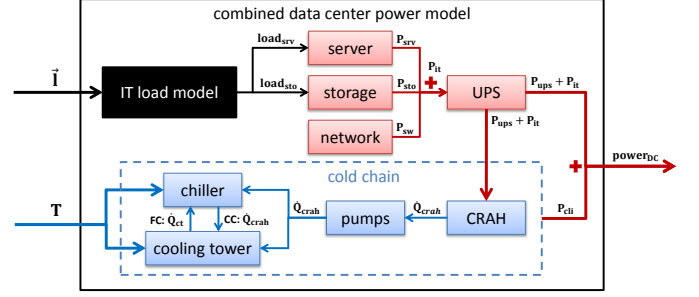 combined data center power model
I⃗
IT load model
load_srv
load_sto
server
storage
network
P_srv
P_sto
P_sw
P_it
+
UPS
P_ups + P_it
P_ups + P_it
+
power_DC
cold chain
T
chiller
FC: Q̇_ct
CC: Q̇_crah
cooling tower
Q̇_crah
pumps
Q̇_crah
CRAH
P_cli